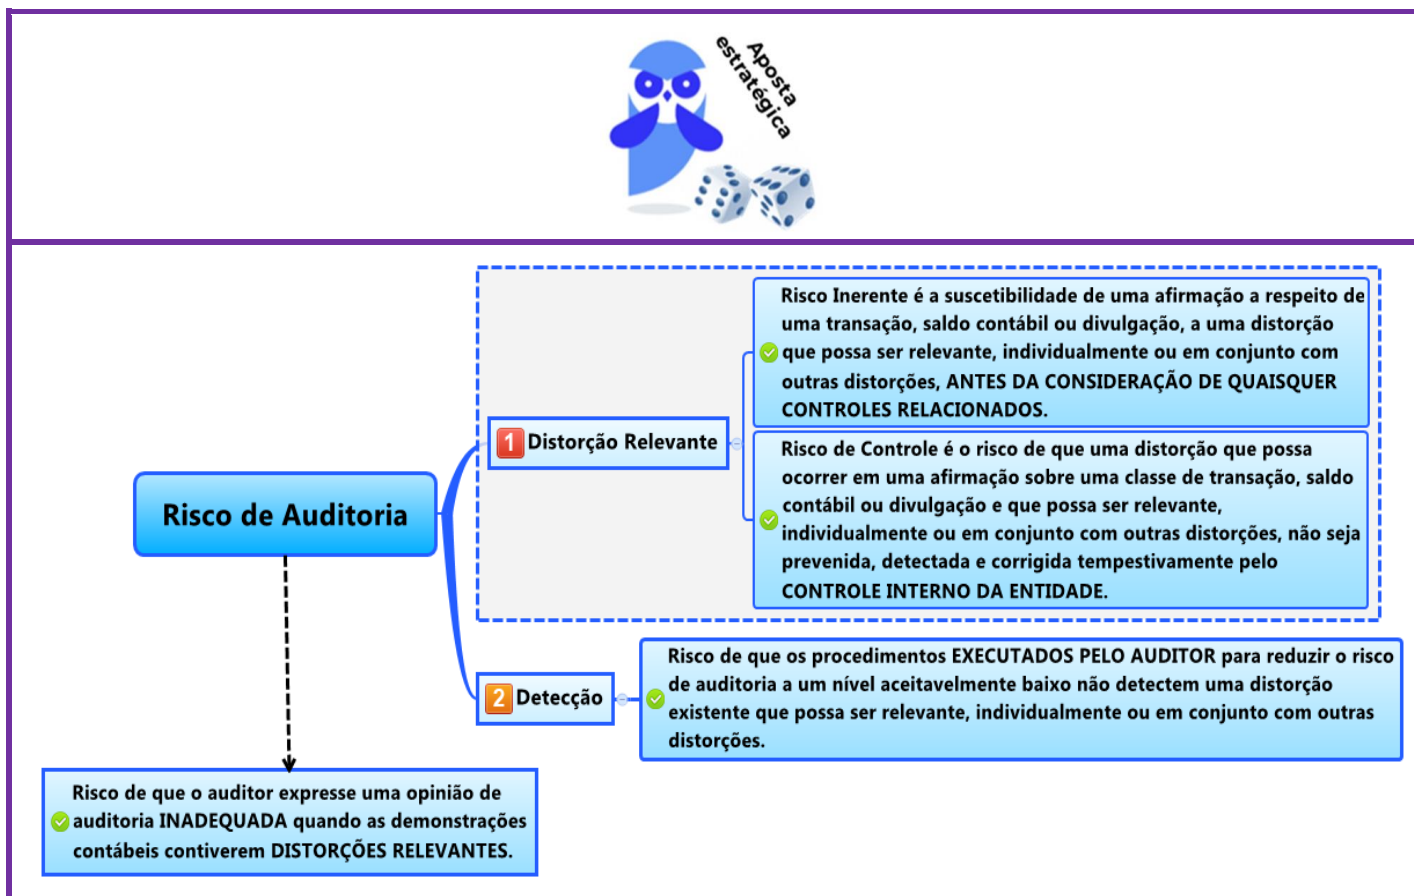 Aposta
estratégica
Risco Inerente é a suscetibilidade de uma afirmação a respeito de
uma transação, saldo contábil ou divulgação, a uma distorção
que possa ser relevante, individualmente ou em conjunto com
outras distorções, ANTES DA CONSIDERAÇÃO DE QUAISQUER
CONTROLES RELACIONADOS.
1 Distorção Relevante
Risco de Controle é o risco de que uma distorção que possa
ocorrer em uma afirmação sobre uma classe de transação, saldo
contábil ou divulgação e que possa ser relevante,
individualmente ou em conjunto com outras distorções, não seja
prevenida, detectada e corrigida tempestivamente pelo
CONTROLE INTERNO DA ENTIDADE.
Risco de Auditoria
2 Detecção
Risco de que os procedimentos EXECUTADOS PELO AUDITOR para reduzir o risco
de auditoria a um nível aceitavelmente baixo não detectem uma distorção
existente que possa ser relevante, individualmente ou em conjunto com outras
distorções.
Risco de que o auditor expresse uma opinião de
auditoria INADEQUADA quando as demonstrações
contábeis contiverem DISTORÇÕES RELEVANTES.